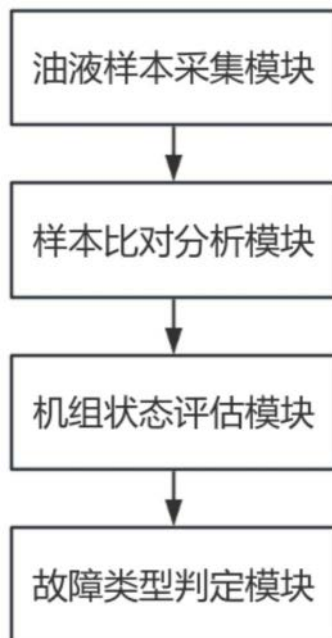 油液样本采集模块
样本比对分析模块
机组状态评估模块
故障类型判定模块